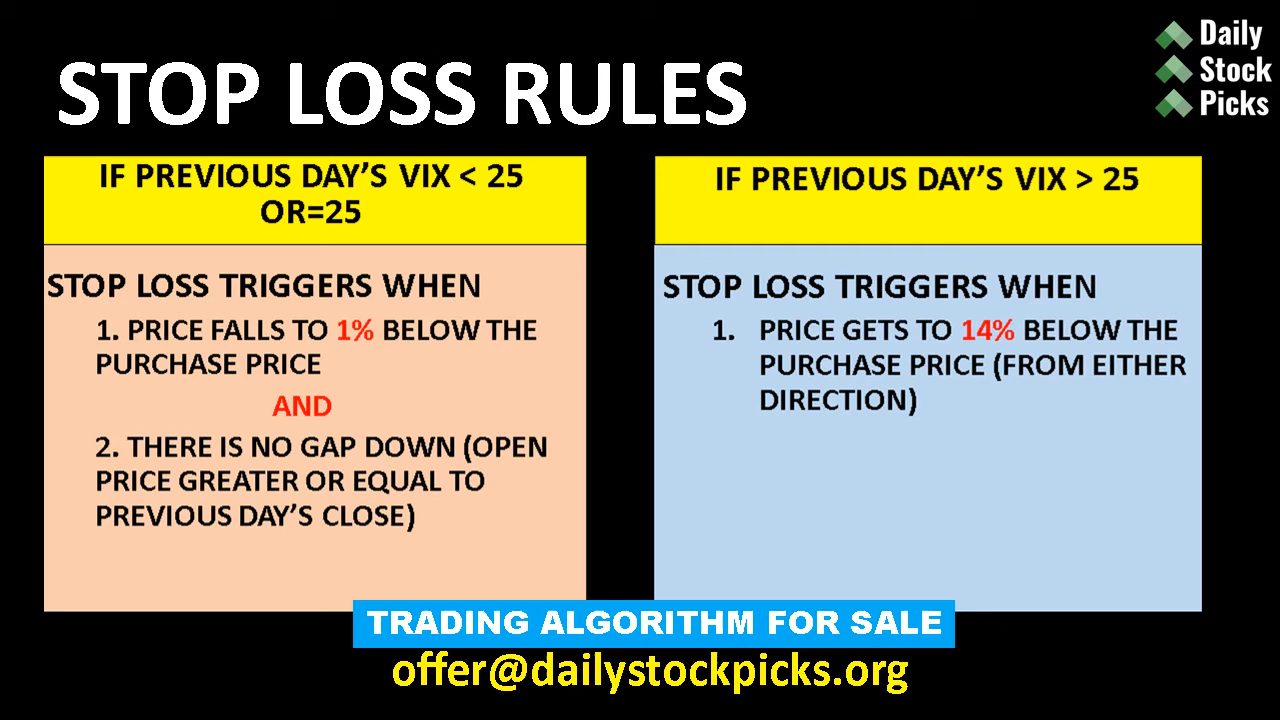 Daily
Stock
Picks
STOP LOSS RULES
IF PREVIOUS DAY'S VIX < 25
OR=25
STOP LOSS TRIGGERS WHEN
1. PRICE FALLS TO 1% BELOW THE
PURCHASE PRICE
AND
2. THERE IS NO GAP DOWN (OPEN
PRICE GREATER OR EQUAL TO
PREVIOUS DAY'S CLOSE)
IF PREVIOUS DAY'S VIX > 25
STOP LOSS TRIGGERS WHEN
1. PRICE GETS TO 14% BELOW THE
PURCHASE PRICE (FROM EITHER
DIRECTION)
TRADING ALGORITHM FOR SALE
offer@dailystockpicks.org